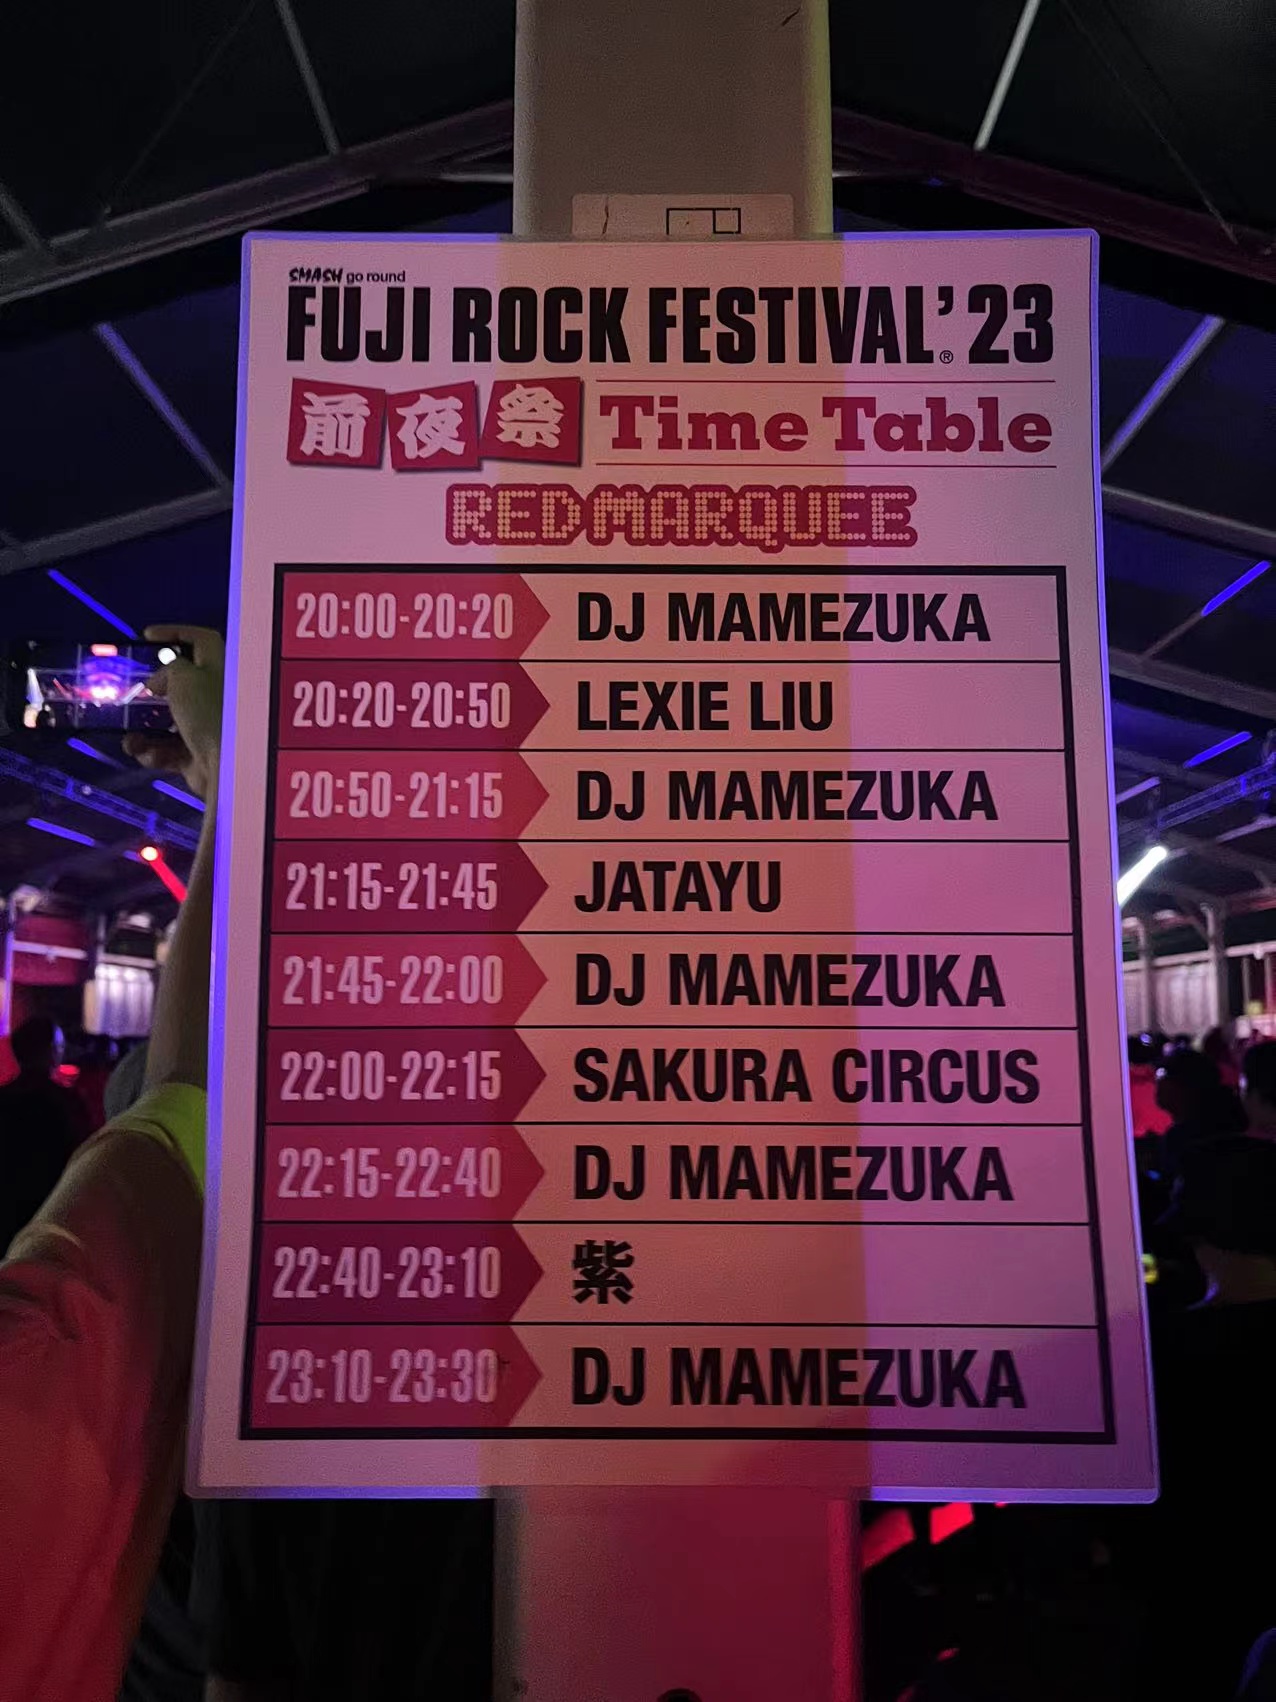 SMASH go round
FUJI ROCK FESTIVAL'® 23
前夜祭 Time Table
RED MARQUEE
20:00-20:20 DJ MAMEZUKA
20:20-20:50 LEXIE LIU
20:50-21:15 DJ MAMEZUKA
21:15-21:45 JATAYU
21:45-22:00 DJ MAMEZUKA
22:00-22:15 SAKURA CIRCUS
22:15-22:40 DJ MAMEZUKA
22:40-23:10 紫
23:10-23:30 DJ MAMEZUKA